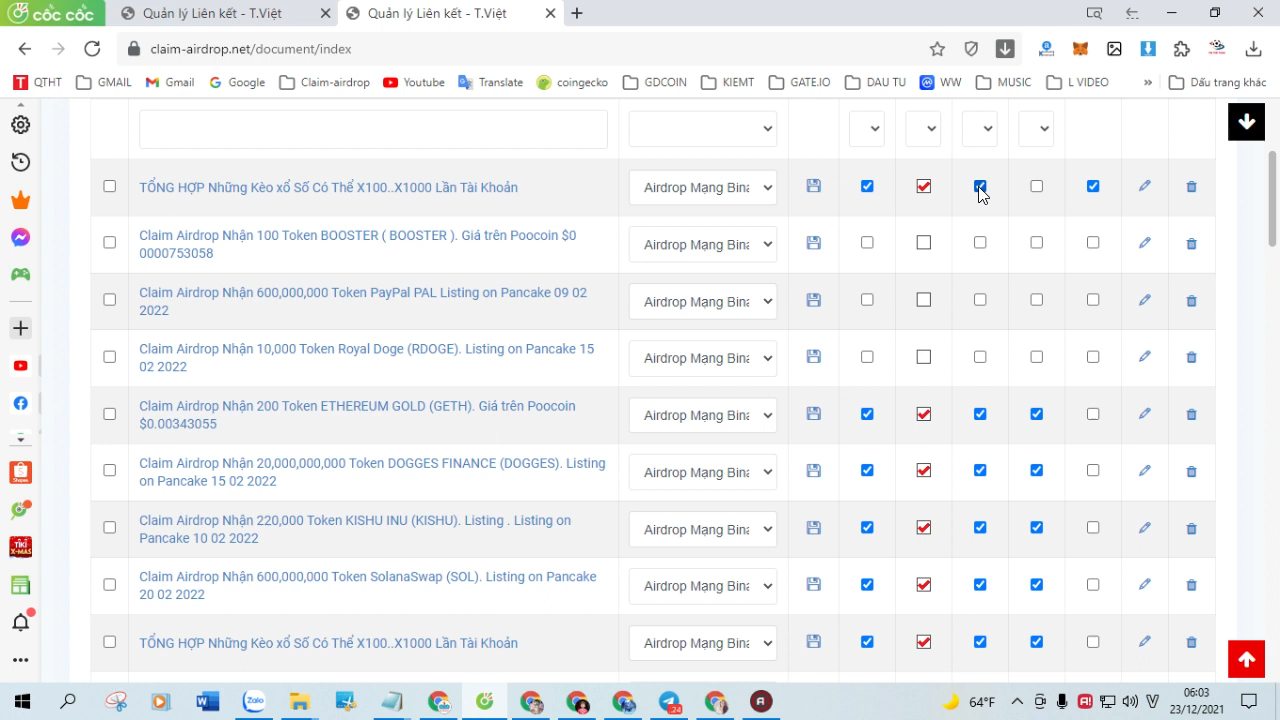 cốc cốc
Quản lý kết - T.Việt
Quản lý kết - T.Việt
claim-airdrop.net/document/index
QTHT
GMAIL
Gmail
Google
Claim-airdrop
Youtube
Translate
coingecko
GDCOIN
KIEMT
GATE.IO
DAU TU
WW
MUSIC
L VIDEO
»
Dấu trang khác
TỔNG HỢP Những Kèo xổ Số Có Thể X100..X1000 Lần Tài Khoản
Airdrop Mạng Bina
Claim Airdrop Nhận 100 Token BOOSTER ( BOOSTER ). Giá trên Poocoin $0
0000753058
Airdrop Mạng Bina
Claim Airdrop Nhận 600,000,000 Token PayPal PAL Listing on Pancake 09 02
2022
Airdrop Mạng Bina
Claim Airdrop Nhận 10,000 Token Royal Doge (RDOGE). Listing on Pancake 15
02 2022
Airdrop Mạng Bina
Claim Airdrop Nhận 200 Token ETHEREUM GOLD (GETH). Giá trên Poocoin
$0.00343055
Airdrop Mạng Bina
Claim Airdrop Nhận 20,000,000,000 Token DOGGES FINANCE (DOGGES). Listing
on Pancake 15 02 2022
Airdrop Mạng Bina
Claim Airdrop Nhận 220,000 Token KISHU INU (KISHU). Listing . Listing on
Pancake 10 02 2022
Airdrop Mạng Bina
Claim Airdrop Nhận 600,000,000 Token SolanaSwap (SOL). Listing on Pancake
20 02 2022
Airdrop Mạng Bina
TỔNG HỢP Những Kèo xổ Số Có Thể X100..X1000 Lần Tài Khoản
Airdrop Mạng Bina
Zalo
24
64°F
06:03
23/12/2021